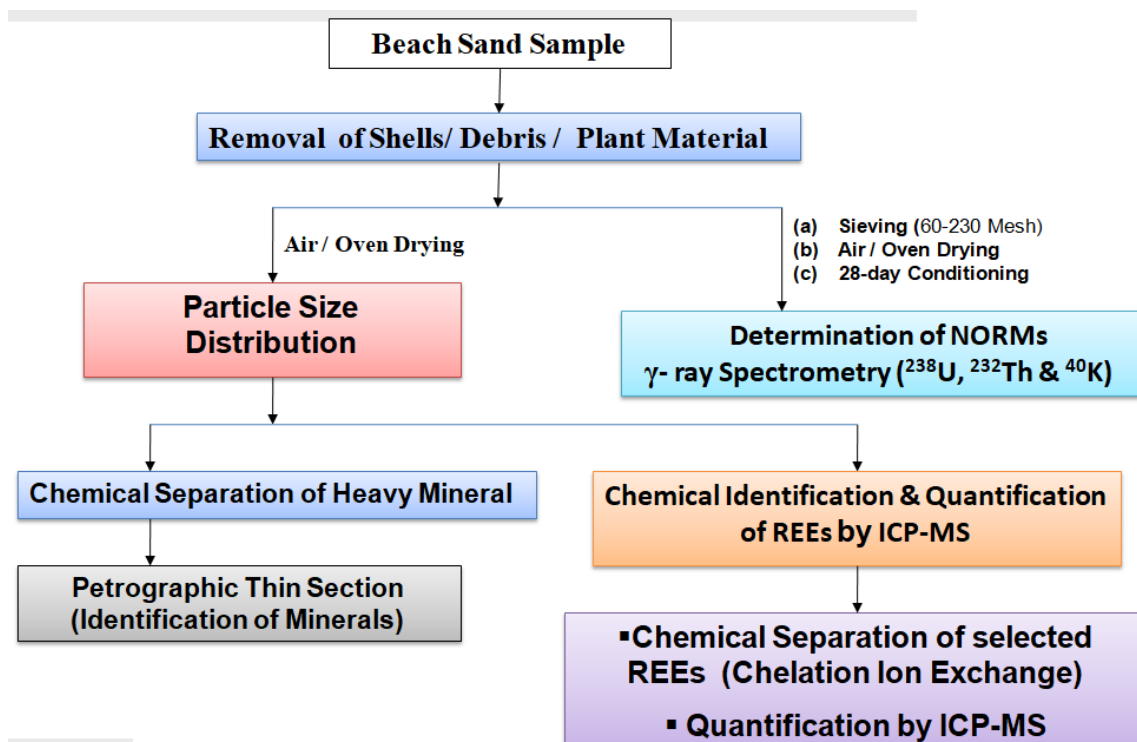 Beach Sand Sample
Removal of Shells/ Debris / Plant Material
Air / Oven Drying
(a) Sieving (60-230 Mesh)
(b) Air / Oven Drying
(c) 28-day Conditioning
Particle Size
Distribution
Determination of NORMs
γ- ray Spectrometry (²³⁸U, ²³²Th & ⁴⁰K)
Chemical Separation of Heavy Mineral
Chemical Identification & Quantification
of REEs by ICP-MS
Petrographic Thin Section
(Identification of Minerals)
▪Chemical Separation of selected
REEs (Chelation Ion Exchange)
▪ Quantification by ICP-MS